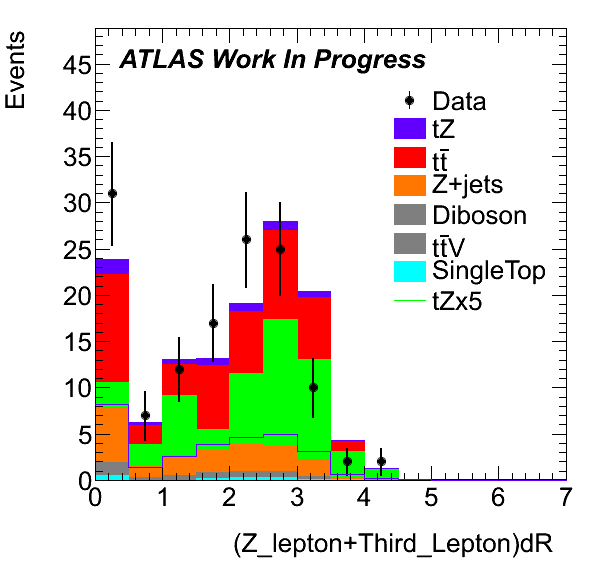 Events
ATLAS Work In Progress
45
40
35
30
25
20
15
10
5
0
Data
tZ
tt̄
Z+jets
Diboson
tt̄V
SingleTop
tZx5
0 1 2 3 4 5 6 7
(Z_lepton+Third_Lepton)dR